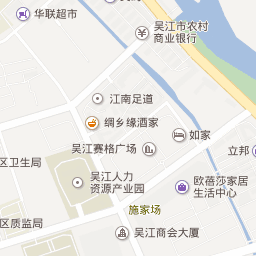 华联超市
吴江市农村
商业银行
江南足道
绸乡缘酒家
如家
吴江赛格广场
立邦
区卫生局
吴江人力
资源产业园
欧蓓莎家居
生活中心
施家场
区质监局
吴江商会大厦